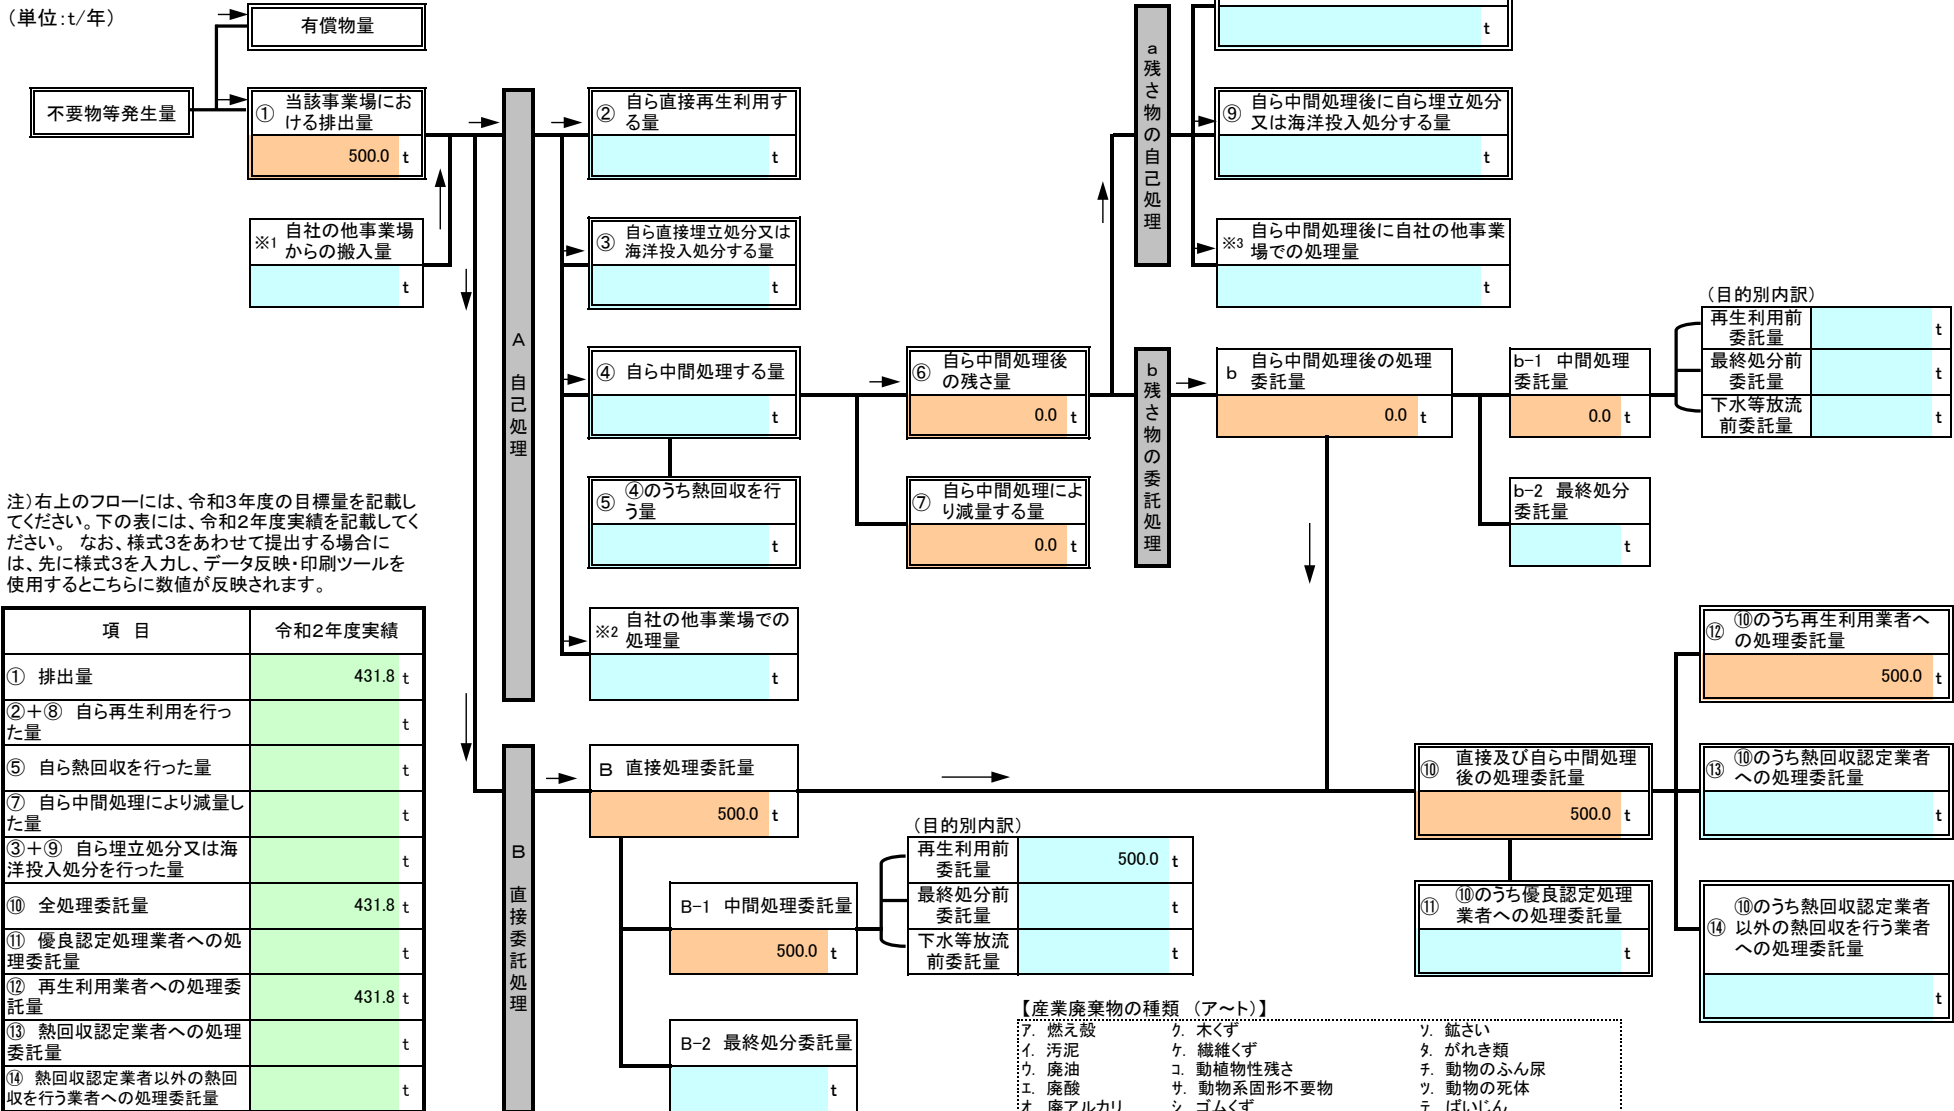 （単位：t/年）
有償物量
t
不要物等発生量
① 当該事業場にお
ける排出量
500.0 t
② 自ら直接再生利用す
る量
t
a 残さ物の自己処理
⑨ 自ら中間処理後に自ら埋立処分
又は海洋投入処分する量
t
※1 自社の他事業場
からの搬入量
t
③ 自ら直接埋立処分又は
海洋投入処分する量
t
※3 自ら中間処理後に自社の他事業
場での処理量
t
A 自己処理
④ 自ら中間処理する量
t
⑥ 自ら中間処理後
の残さ量
0.0 t
b 残さ物の委託処理
b 自ら中間処理後の処理
委託量
0.0 t
b-1 中間処理
委託量
0.0 t
（目的別内訳）
再生利用前
委託量
t
最終処分前
委託量
t
下水等放流
前委託量
t
⑤ ④のうち熱回収を行
う量
t
⑦ 自ら中間処理によ
り減量する量
0.0 t
b-2 最終処分
委託量
t
注）右上のフローには、令和3年度の目標量を記載し
てください。下の表には、令和2年度実績を記載してく
ださい。 なお、様式3をあわせて提出する場合に
は、先に様式3を入力し、データ反映・印刷ツールを
使用するとこちらに数値が反映されます。
※2 自社の他事業場での
処理量
t
項 目 令和2年度実績
① 排出量 431.8 t
②＋⑧ 自ら再生利用を行っ
た量
t
⑤ 自ら熱回収を行った量 t
⑦ 自ら中間処理により減量し
た量
t
③＋⑨ 自ら埋立処分又は海
洋投入処分を行った量
t
⑩ 全処理委託量 431.8 t
⑪ 優良認定処理業者への処
理委託量
t
⑫ 再生利用業者への処理委
託量
431.8 t
⑬ 熱回収認定業者への処理
委託量
t
⑭ 熱回収認定業者以外の熱回
収を行う業者への処理委託量
t
B 直接委託処理
B 直接処理委託量
500.0 t
B-1 中間処理委託量
500.0 t
（目的別内訳）
再生利用前
委託量
500.0 t
最終処分前
委託量
t
下水等放流
前委託量
t
B-2 最終処分委託量
t
⑩ 直接及び自ら中間処理
後の処理委託量
500.0 t
⑪ ⑩のうち優良認定処理
業者への処理委託量
t
⑫ ⑩のうち再生利用業者へ
の処理委託量
500.0 t
⑬ ⑩のうち熱回収認定業者
への処理委託量
t
⑭ ⑩のうち熱回収認定業者
以外の熱回収を行う業者
への処理委託量
t
【産業廃棄物の種類 （ア～ト）】
ｱ. 燃え殻 ｸ. 木くず ｿ. 鉱さい
ｲ. 汚泥 ｹ. 繊維くず ﾀ. がれき類
ｳ. 廃油 ｺ. 動植物性残さ ﾁ. 動物のふん尿
ｴ. 廃酸 ｻ. 動物系固形不要物 ﾂ. 動物の死体
ｵ. 廃アルカリ ｼ. ゴムくず ﾃ. ばいじん